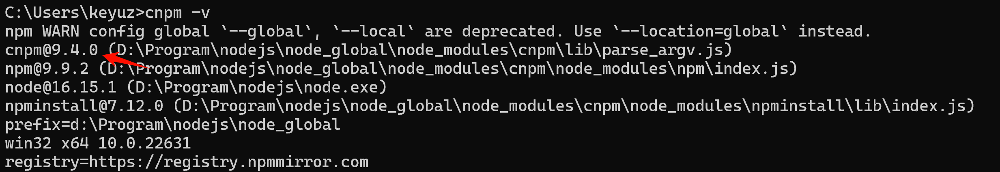 C:\Users\keyuz>cnpm -v
npm WARN config global `--global`, `--local` are deprecated. Use `--location=global` instead.
cnpm@9.4.0 (D:\Program\nodejs\node_global\node_modules\cnpm\lib\parse_argv.js)
npm@9.9.2 (D:\Program\nodejs\node_global\node_modules\cnpm\node_modules\npm\index.js)
node@16.15.1 (D:\Program\nodejs\node.exe)
npminstall@7.12.0 (D:\Program\nodejs\node_global\node_modules\cnpm\node_modules\npminstall\lib\index.js)
prefix=d:\Program\nodejs\node_global
win32 x64 10.0.22631
registry=https://registry.npmmirror.com